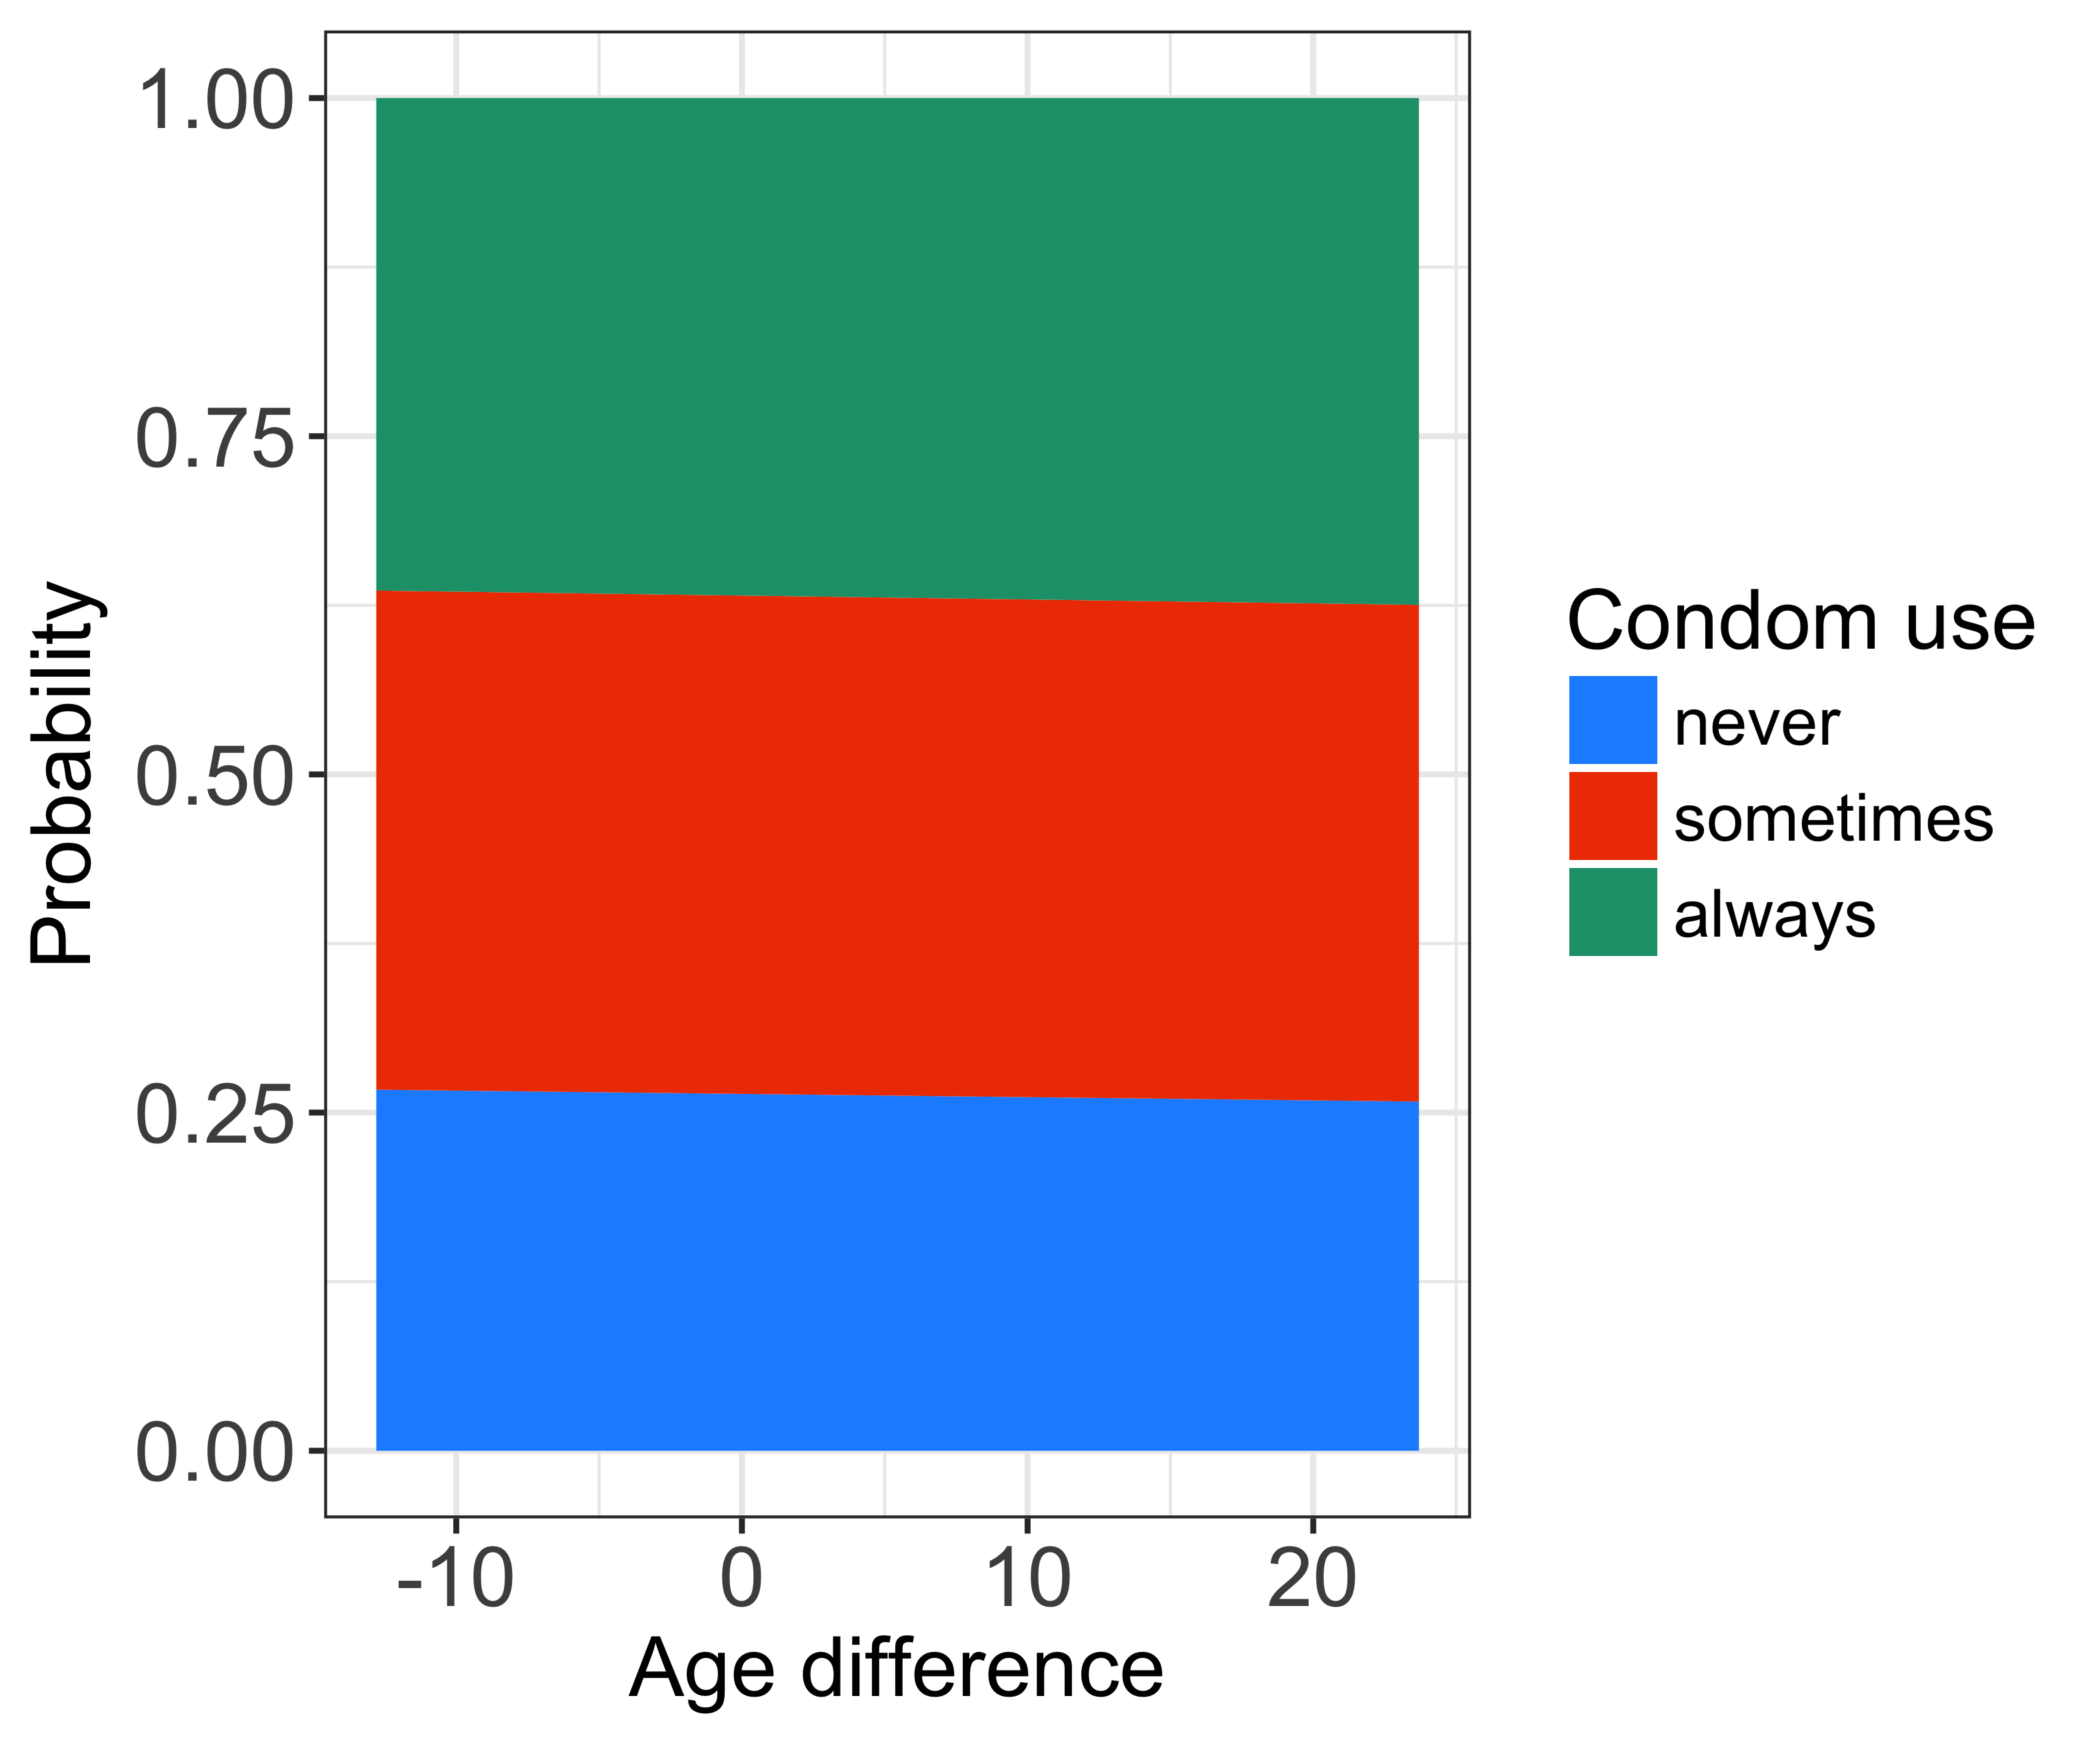 1.00
0.75
0.50
0.25
0.00
Probability
-10 0 10 20
Age difference
Condom use
never
sometimes
always